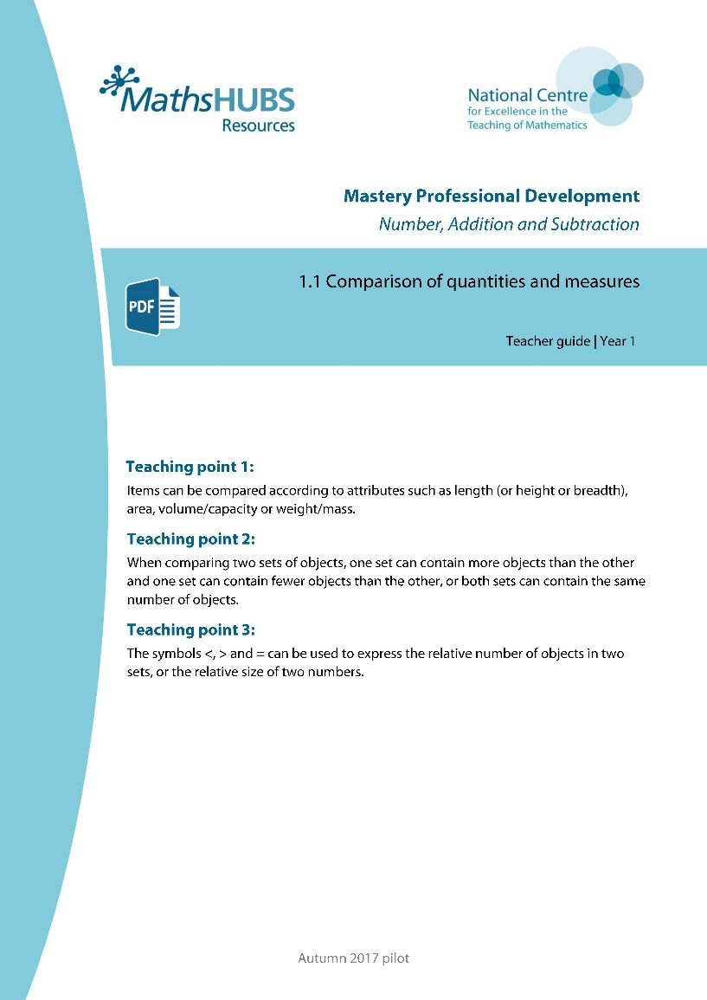 MathsHUBS
Resources
National Centre
for Excellence in the
Teaching of Mathematics
Mastery Professional Development
Number, Addition and Subtraction
1.1 Comparison of quantities and measures
PDF
Teacher guide | Year 1
Teaching point 1:
Items can be compared according to attributes such as length (or height or breadth),
area, volume/capacity or weight/mass.
Teaching point 2:
When comparing two sets of objects, one set can contain more objects than the other
and one set can contain fewer objects than the other, or both sets can contain the same
number of objects.
Teaching point 3:
The symbols <, > and = can be used to express the relative number of objects in two
sets, or the relative size of two numbers.
Autumn 2017 pilot